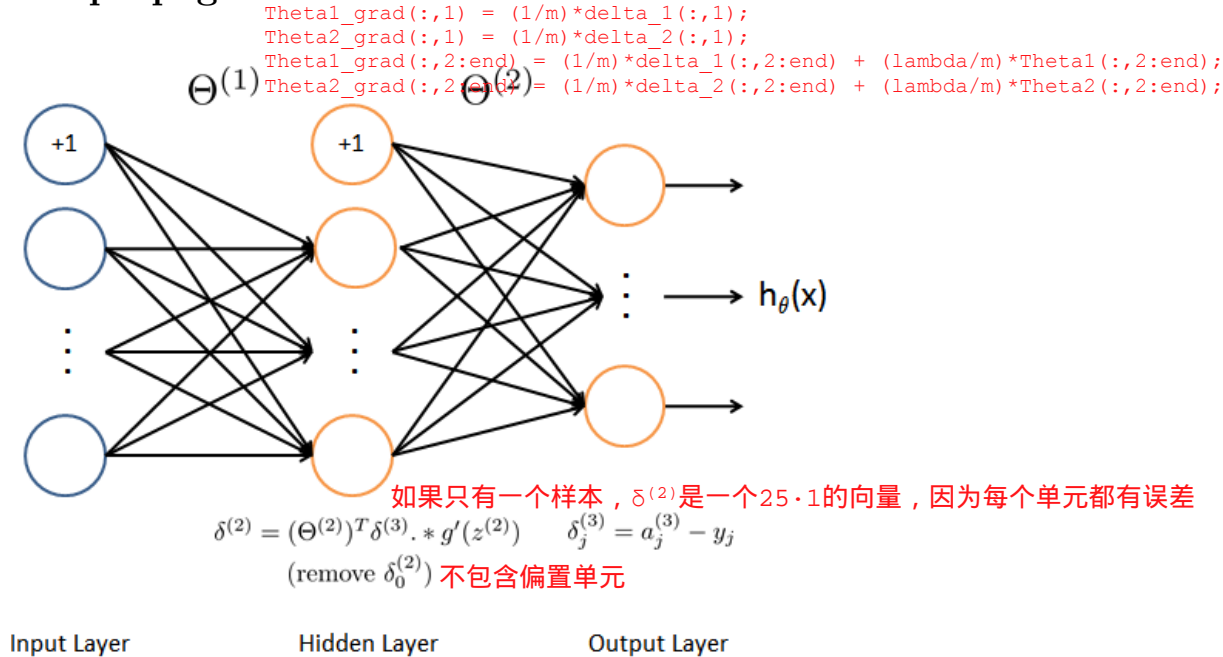 Theta1_grad(:,1) = (1/m)*delta_1(:,1);
Theta2_grad(:,1) = (1/m)*delta_2(:,1);
Theta1_grad(:,2:end) = (1/m)*delta_1(:,2:end) + (lambda/m)*Theta1(:,2:end);
Theta2_grad(:,2:end) = (1/m)*delta_2(:,2:end) + (lambda/m)*Theta2(:,2:end);
Θ⁽¹⁾ Θ⁽²⁾
+1 +1
⋮ ⋮ ⋮
h_θ(x)
如果只有一个样本，δ⁽²⁾是一个25·1的向量，因为每个单元都有误差
δ⁽²⁾ = (Θ⁽²⁾)ᵀδ⁽³⁾. * g′(z⁽²⁾) δ_j⁽³⁾ = a_j⁽³⁾ − y_j
(remove δ₀⁽²⁾) 不包含偏置单元
Input Layer Hidden Layer Output Layer